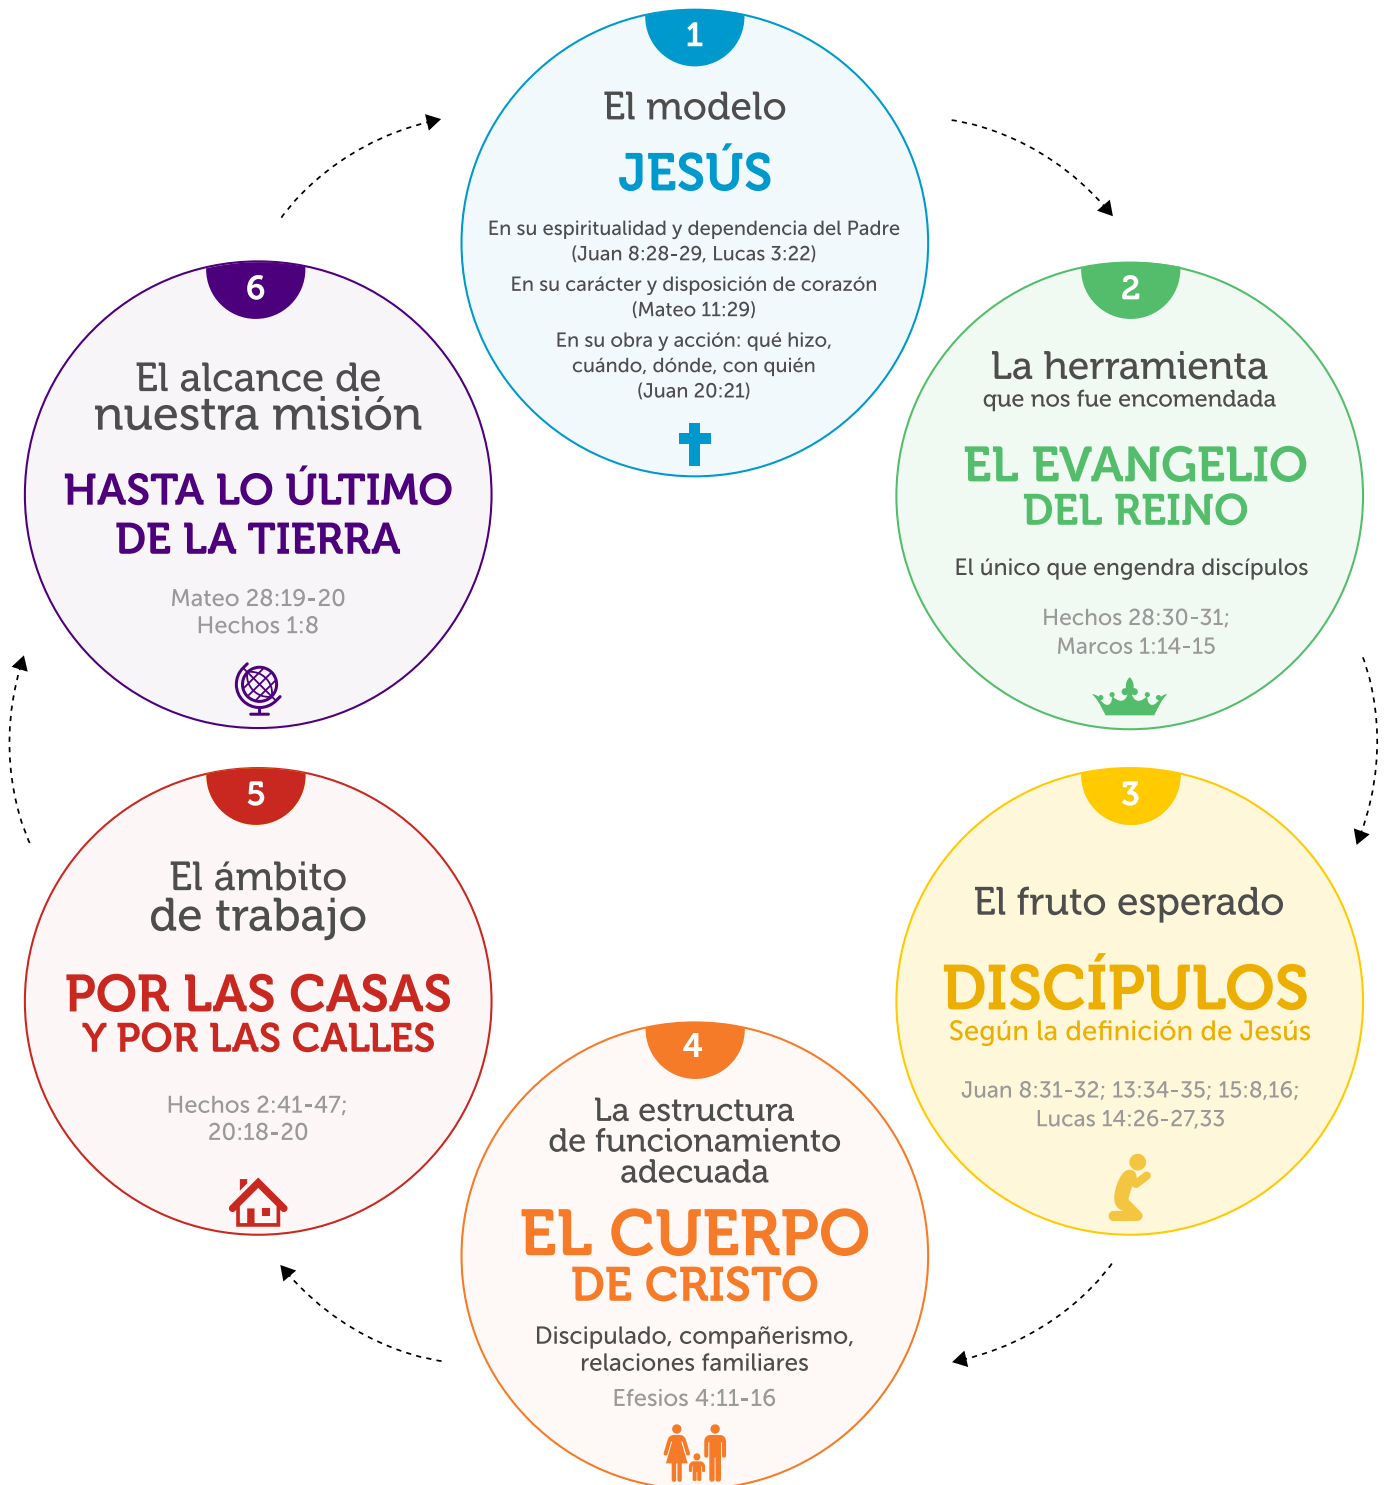 1
El modelo
JESÚS
En su espiritualidad y dependencia del Padre
(Juan 8:28-29, Lucas 3:22)
En su carácter y disposición de corazón
(Mateo 11:29)
En su obra y acción: qué hizo,
cuándo, dónde, con quién
(Juan 20:21)
2
La herramienta
que nos fue encomendada
EL EVANGELIO
DEL REINO
El único que engendra discípulos
Hechos 28:30-31;
Marcos 1:14-15
3
El fruto esperado
DISCÍPULOS
Según la definición de Jesús
Juan 8:31-32; 13:34-35; 15:8,16;
Lucas 14:26-27,33
4
La estructura
de funcionamiento
adecuada
EL CUERPO
DE CRISTO
Discipulado, compañerismo,
relaciones familiares
Efesios 4:11-16
5
El ámbito
de trabajo
POR LAS CASAS
Y POR LAS CALLES
Hechos 2:41-47;
20:18-20
6
El alcance de
nuestra misión
HASTA LO ÚLTIMO
DE LA TIERRA
Mateo 28:19-20
Hechos 1:8